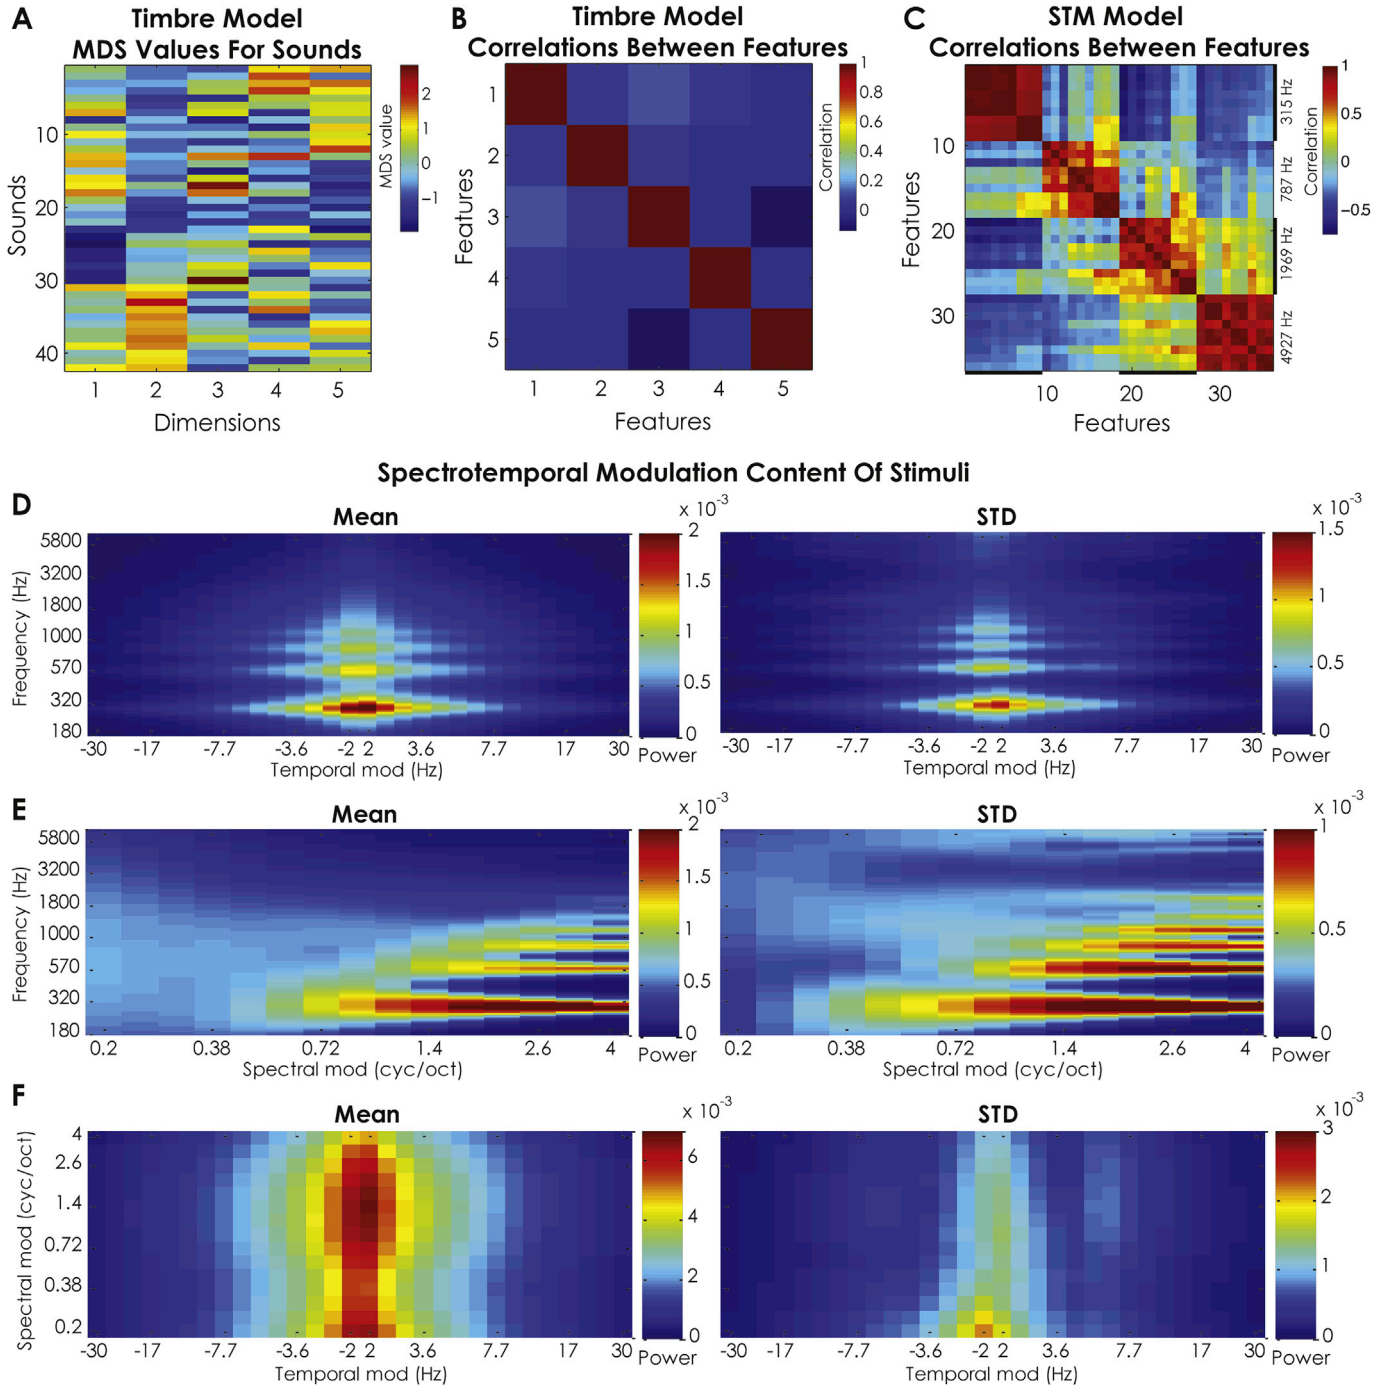 A
Timbre Model
MDS Values For Sounds
Sounds
10
20
30
40
1 2 3 4 5
Dimensions
2
1
0
−1
MDS value
B
Timbre Model
Correlations Between Features
Features
1
2
3
4
5
1 2 3 4 5
Features
1
0.8
0.6
0.4
0.2
0
Correlation
C
STM Model
Correlations Between Features
Features
10
20
30
10 20 30
Features
315 Hz
787 Hz
1969 Hz
4927 Hz
1
0.5
0
−0.5
Correlation
Spectrotemporal Modulation Content Of Stimuli
D
Mean
Frequency (Hz)
5800
3200
1800
1000
570
320
180
-30 -17 -7.7 -3.6 -2 2 3.6 7.7 17 30
Temporal mod (Hz)
x 10-3
2
1.5
1
0.5
0
Power
STD
-30 -17 -7.7 -3.6 -2 2 3.6 7.7 17 30
Temporal mod (Hz)
x 10-3
1.5
1
0.5
0
Power
E
Mean
Frequency (Hz)
5800
3200
1800
1000
570
320
180
0.2 0.38 0.72 1.4 2.6 4
Spectral mod (cyc/oct)
x 10-3
2
1.5
1
0.5
0
Power
STD
0.2 0.38 0.72 1.4 2.6 4
Spectral mod (cyc/oct)
x 10-3
1
0.5
0
Power
F
Mean
Spectral mod (cyc/oct)
4
2.6
1.4
0.72
0.38
0.2
-30 -17 -7.7 -3.6 -2 2 3.6 7.7 17 30
Temporal mod (Hz)
x 10-3
6
4
2
0
Power
STD
-30 -17 -7.7 -3.6 -2 2 3.6 7.7 17 30
Temporal mod (Hz)
x 10-3
3
2
1
0
Power